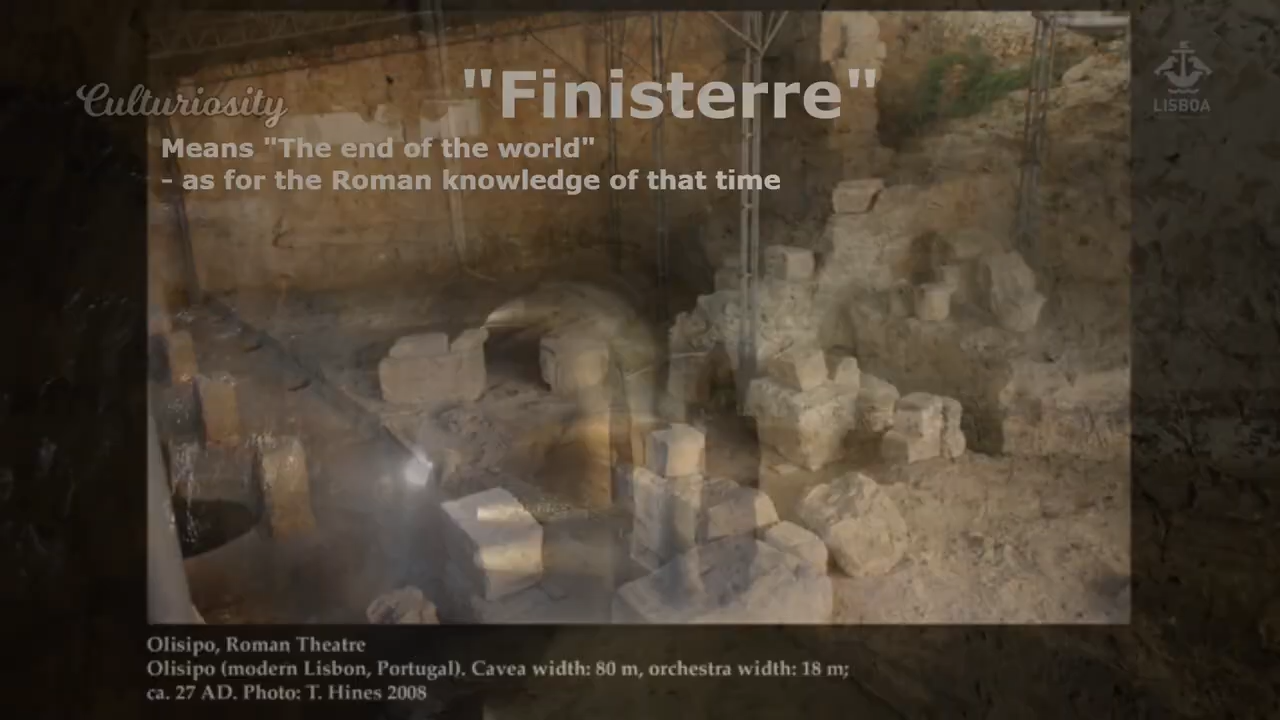 "Finisterre"
Culturiosity
LISBOA
Means "The end of the world"
- as for the Roman knowledge of that time
Olisipo, Roman Theatre
Olisipo (modern Lisbon, Portugal). Cavea width: 80 m, orchestra width: 18 m;
ca. 27 AD. Photo: T. Hines 2008